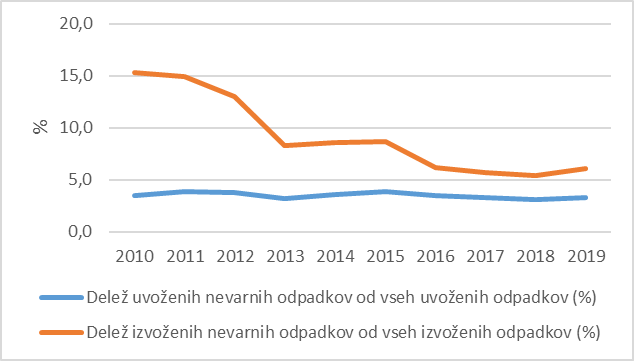 20,0
15,0
10,0
5,0
0,0
%
2010 2011 2012 2013 2014 2015 2016 2017 2018 2019
Delež uvoženih nevarnih odpadkov od vseh uvoženih odpadkov (%)
Delež izvoženih nevarnih odpadkov od vseh izvoženih odpadkov (%)